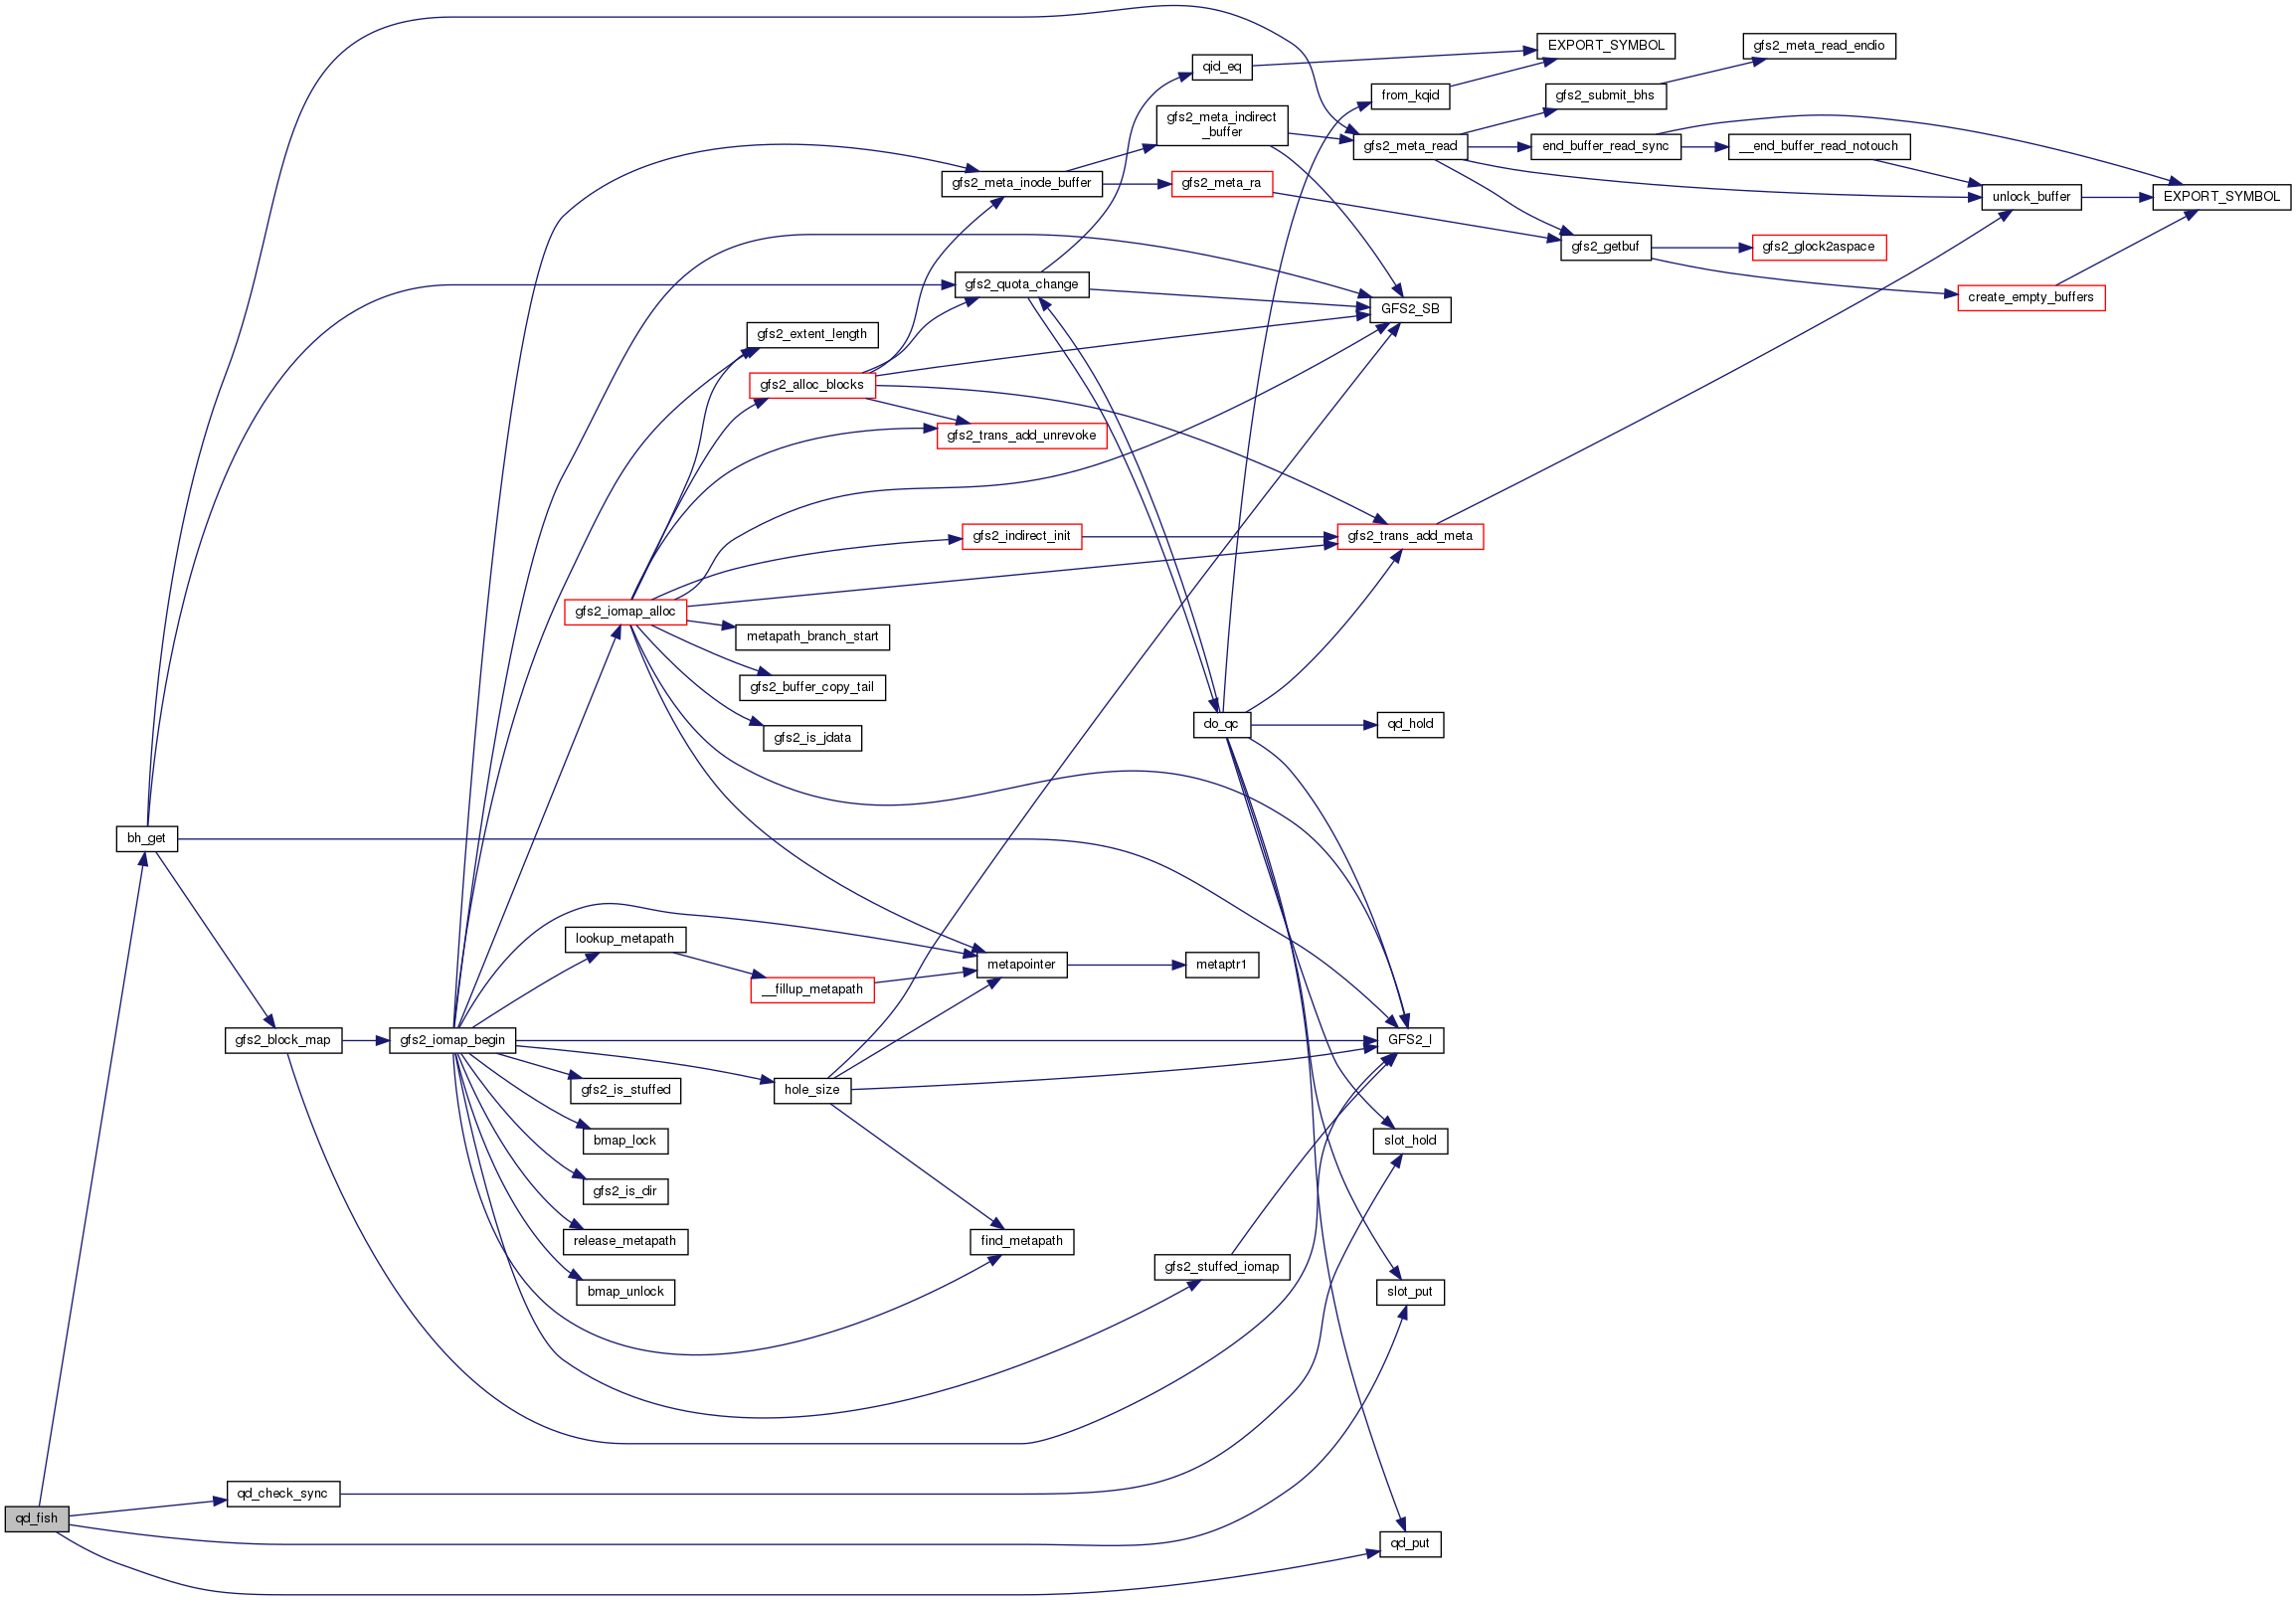 EXPORT_SYMBOL
gfs2_meta_read_endio
qid_eq
from_kqid
gfs2_submit_bhs
gfs2_meta_indirect
_buffer
gfs2_meta_read
end_buffer_read_sync
__end_buffer_read_notouch
gfs2_meta_inode_buffer
gfs2_meta_ra
unlock_buffer
EXPORT_SYMBOL
gfs2_getbuf
gfs2_glock2aspace
gfs2_quota_change
create_empty_buffers
GFS2_SB
gfs2_extent_length
gfs2_alloc_blocks
gfs2_trans_add_unrevoke
gfs2_indirect_init
gfs2_trans_add_meta
gfs2_iomap_alloc
metapath_branch_start
gfs2_buffer_copy_tail
do_qc
qd_hold
gfs2_is_jdata
bh_get
lookup_metapath
metapointer
metaptr1
__fillup_metapath
gfs2_block_map
gfs2_iomap_begin
GFS2_I
gfs2_is_stuffed
hole_size
bmap_lock
slot_hold
gfs2_is_dir
release_metapath
find_metapath
gfs2_stuffed_iomap
bmap_unlock
slot_put
qd_check_sync
qd_fish
qd_put